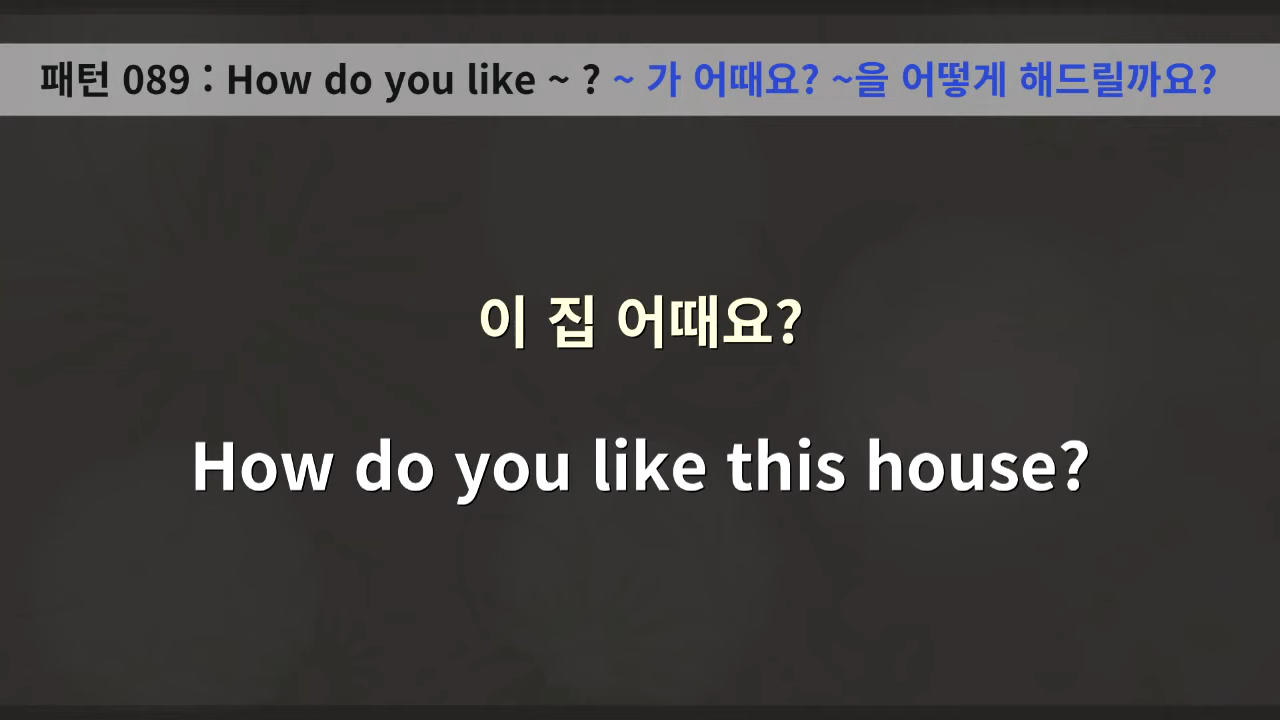 패턴 089 : How do you like ~ ? ~ 가 어때요? ~을 어떻게 해드릴까요?
이 집 어때요?
How do you like this house?